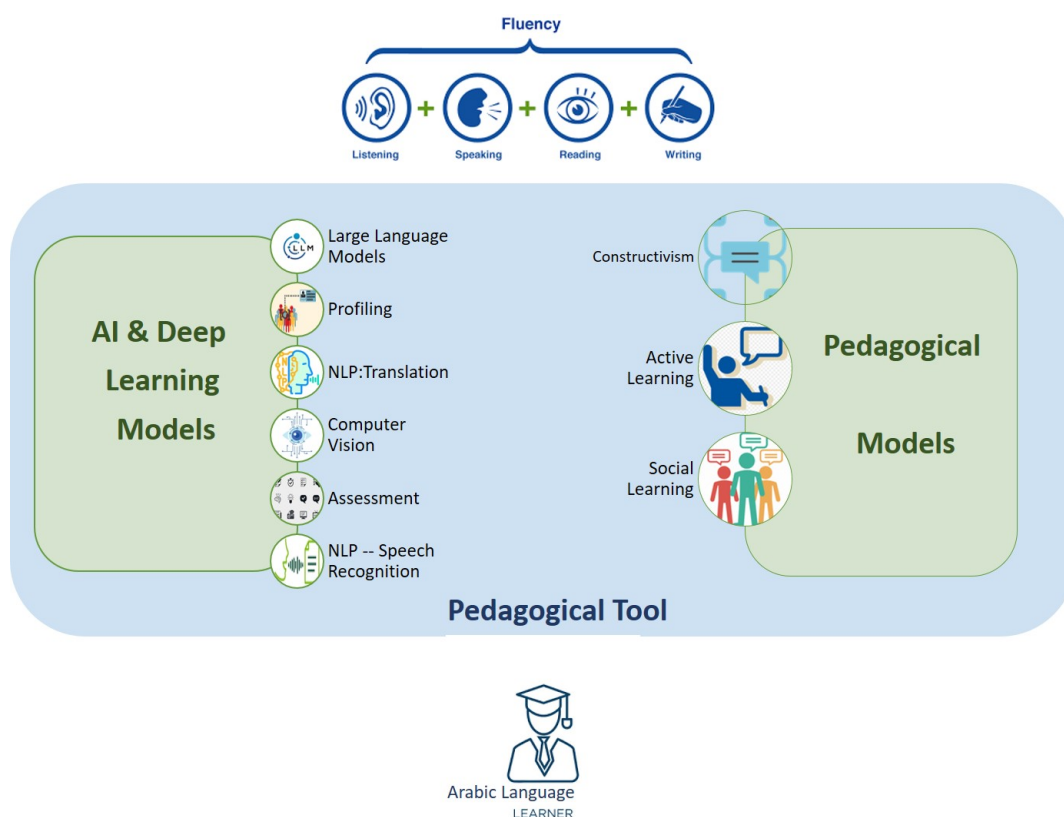 Fluency
Listening
Speaking
Reading
Writing
AI & Deep
Learning
Models
LLM
Large Language
Models
Profiling
NLP:Translation
Computer
Vision
Assessment
NLP -- Speech
Recognition
Constructivism
Active
Learning
Social
Learning
Pedagogical
Models
Pedagogical Tool
Arabic Language
LEARNER